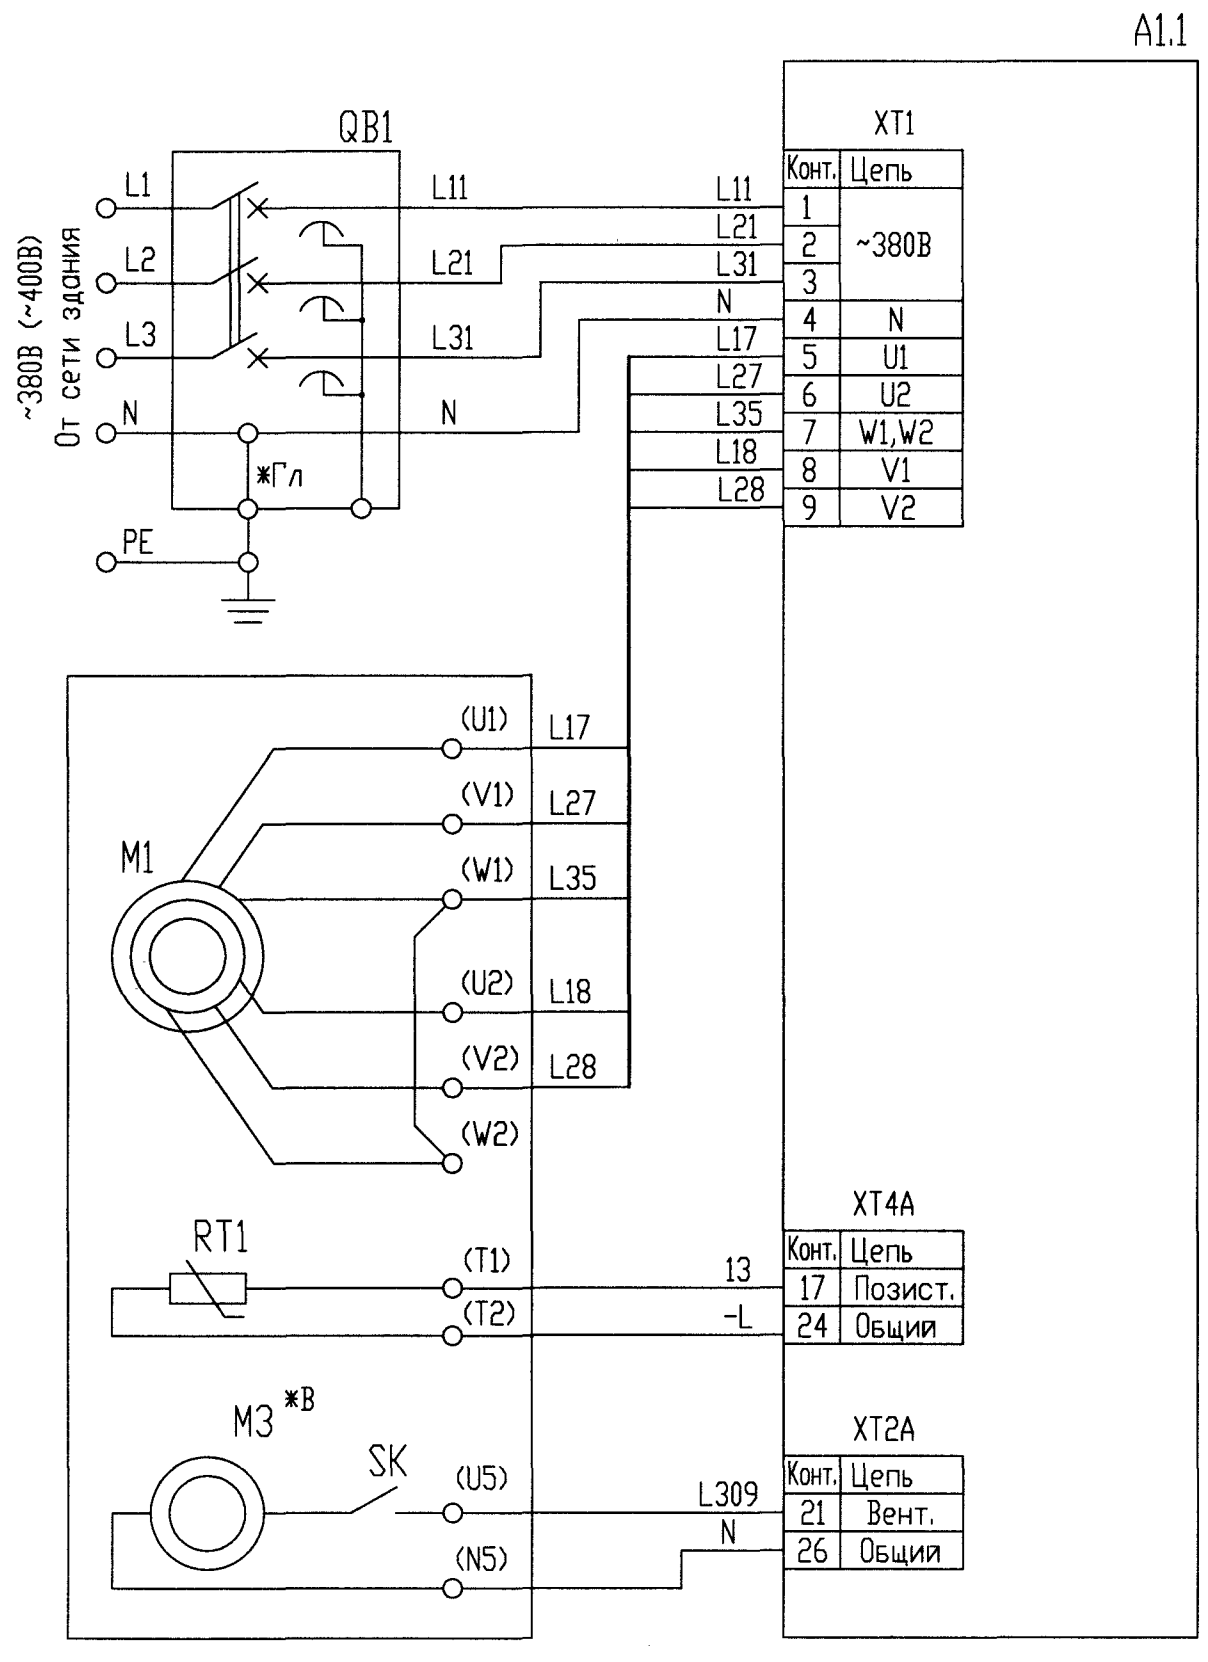 A1.1
QB1
XT1
Конт. Цепь
L1 L11 L11 1
L21 2 ~380В
L2 L21 L31 3
N 4 N
L3 L31 L17 5 U1
L27 6 U2
N N L35 7 W1,W2
L18 8 V1
L28 9 V2
~380В (~400В)
От сети здания
*Гл
PE
(U1) L17
(V1) L27
M1
(W1) L35
(U2) L18
(V2) L28
(W2)
XT4A
Конт. Цепь
RT1
(T1) 13 17 Позист.
(T2) -L 24 Общий
XT2A
Конт. Цепь
M3 *В
SK
(U5) L309 21 Вент.
(N5) N 26 Общий